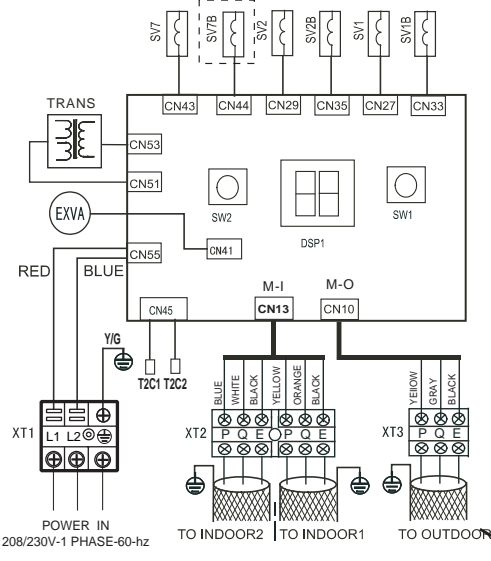 SV7 SV7B SV2 SV2B SV1 SV1B
CN43 CN44 CN29 CN35 CN27 CN33
TRANS
CN53
CN51
EXVA
SW2
DSP1
SW1
CN41
CN55
RED BLUE
M-I M-O
CN45 CN13 CN10
Y/G
T2C1 T2C2
BLUE WHITE BLACK YELLOW ORANGE BLACK YEllOW GRAY BLACK
XT1 L1 L2
XT2 P Q E P Q E
XT3 P Q E
POWER IN
208/230V-1 PHASE-60-hz
TO INDOOR2 TO INDOOR1 TO OUTDOOR